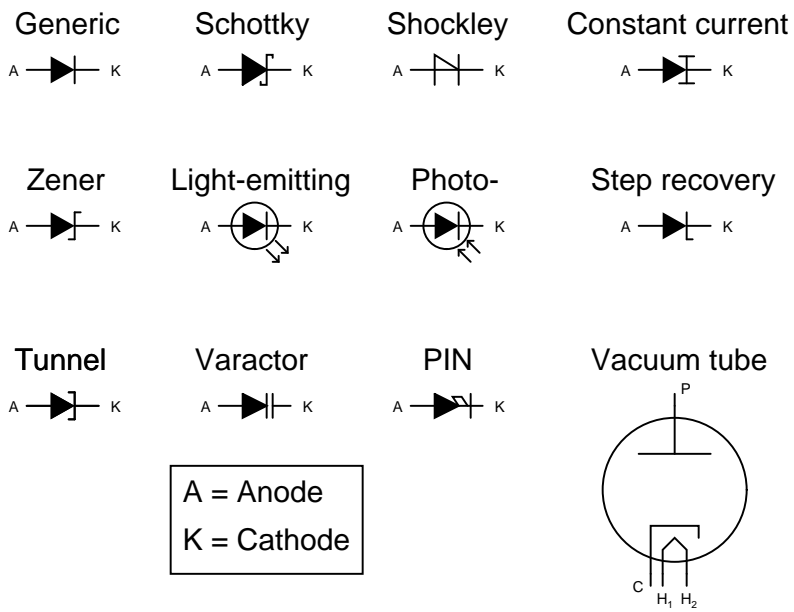 Generic Schottky Shockley Constant current
A K A K A K A K
Zener Light-emitting Photo- Step recovery
A K A K A K A K
Tunnel Varactor PIN Vacuum tube
P
A K A K A K
A = Anode
K = Cathode
C H₁ H₂